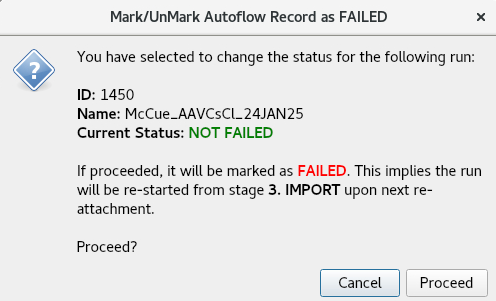 Mark/UnMark Autoflow Record as FAILED
×
You have selected to change the status for the following run:
ID: 1450
Name: McCue_AAVCsCl_24JAN25
Current Status: NOT FAILED
If proceeded, it will be marked as FAILED. This implies the run
will be re-started from stage 3. IMPORT upon next re-
attachment.
Proceed?
Cancel
Proceed